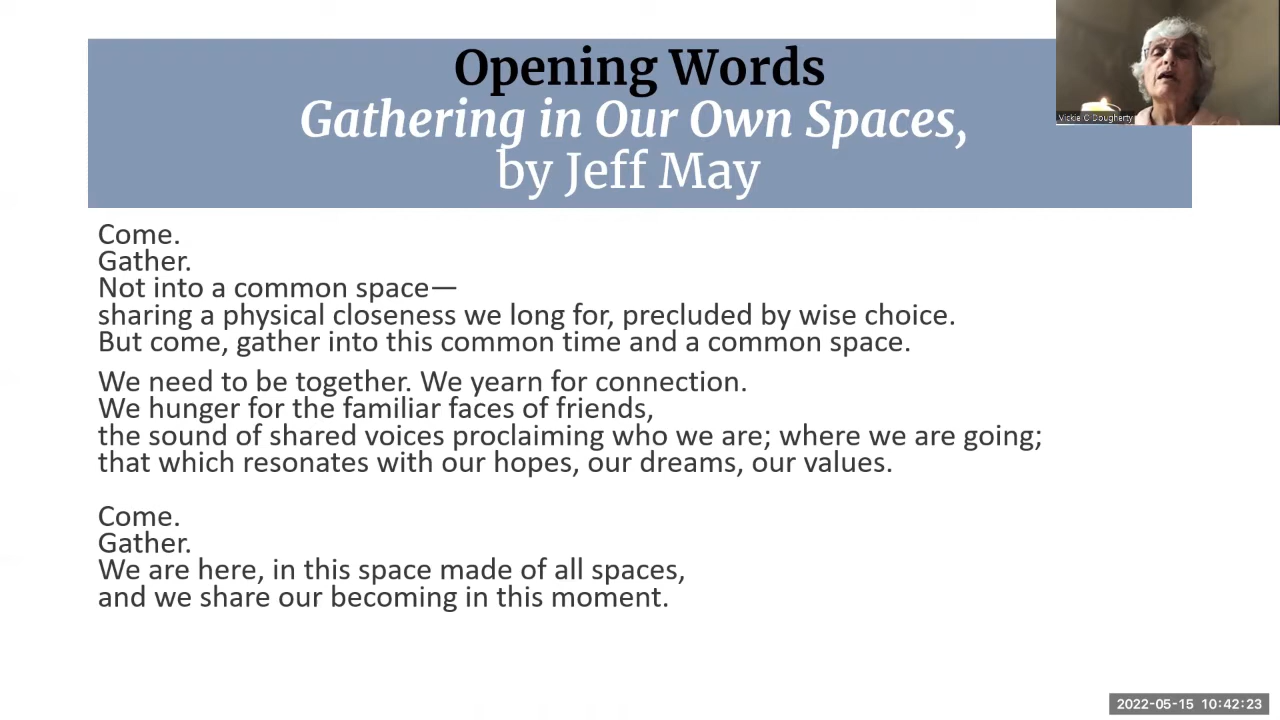 Opening Words
Gathering in Our Own Spaces,
by Jeff May
Vickie C Dougherty
Come.
Gather.
Not into a common space—
sharing a physical closeness we long for, precluded by wise choice.
But come, gather into this common time and a common space.
We need to be together. We yearn for connection.
We hunger for the familiar faces of friends,
the sound of shared voices proclaiming who we are; where we are going;
that which resonates with our hopes, our dreams, our values.
Come.
Gather.
We are here, in this space made of all spaces,
and we share our becoming in this moment.
2022-05-15 10:42:23